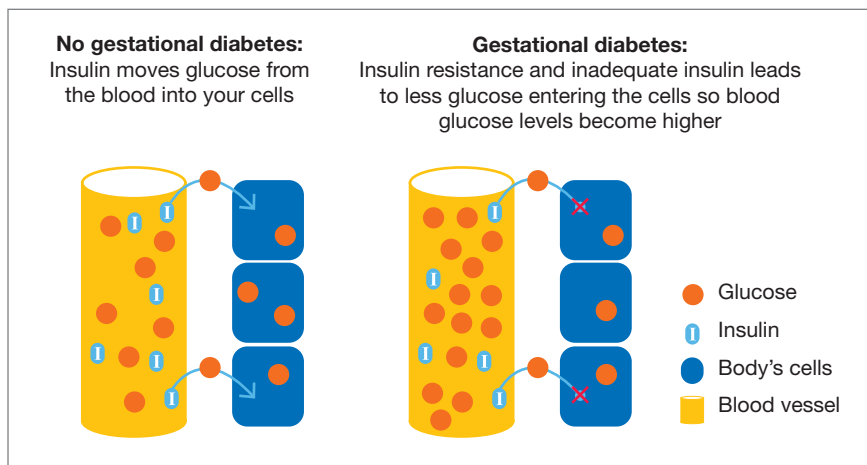 No gestational diabetes:
Insulin moves glucose from
the blood into your cells
Gestational diabetes:
Insulin resistance and inadequate insulin leads
to less glucose entering the cells so blood
glucose levels become higher
I
I
I
I
I
I
I
I
I
I
I
Glucose
I
Insulin
Body's cells
Blood vessel